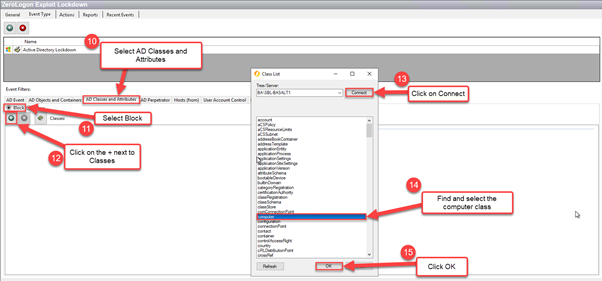 ZeroLogon Exploit Lockdown
General Event Type Actions Reports Recent Events
Name
Active Directory Lockdown
10
Select AD Classes and
Attributes
Event Filters:
AD Event AD Objects and Containers AD Classes and Attributes AD Perpetrator Hosts (from) User Account Control
Block
11
Select Block
Classes
12
Click on the + next to
Classes
Class List
Tree/Server:
BA\SBL-BASALT1
Connect
13
Click on Connect
account
aCSPolicy
aCSResourceLimits
aCSSubnet
addressBookContainer
addressTemplate
applicationEntity
applicationProcess
applicationSettings
applicationSiteSettings
applicationVersion
attributeSchema
bootableDevice
builtinDomain
categoryRegistration
certificationAuthority
classRegistration
classSchema
classStore
comConnectionPoint
computer
configuration
connectionPoint
contact
container
controlAccessRight
country
cRLDistributionPoint
crossRef
14
Find and select the
computer class
Refresh
OK
Cancel
15
Click OK